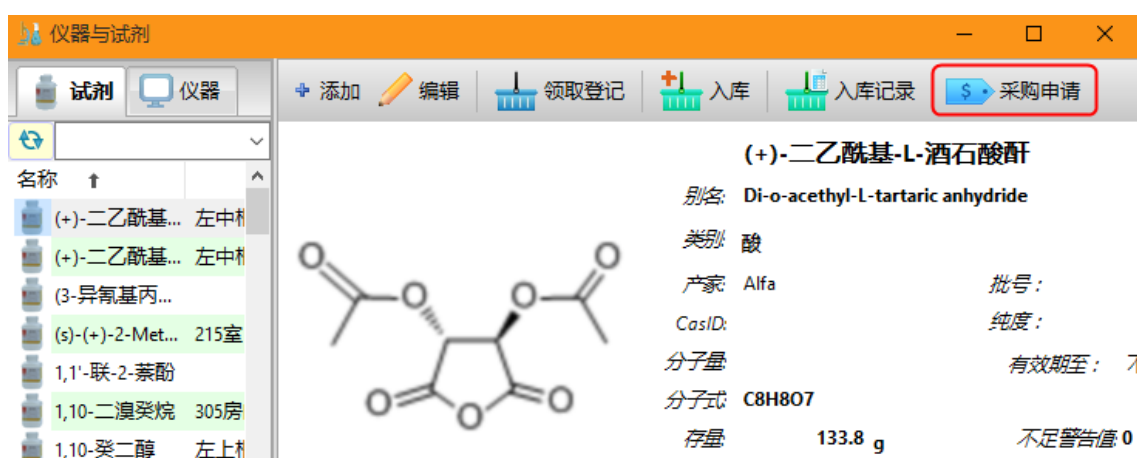 仪器与试剂
试剂 仪器 添加 编辑 领取登记 入库 入库记录 $ 采购申请
(+)-二乙酰基-L-酒石酸酐
名称
别名: Di-o-acethyl-L-tartaric anhydride
(+)-二乙酰基... 左中柜
类别: 酸
(+)-二乙酰基... 左中柜
产家: Alfa 批号：
(3-异氰基丙...
CasID: 纯度：
(s)-(+)-2-Met... 215室
分子量: 有效期至：
1,1'-联-2-萘酚
分子式: C8H8O7
1,10-二溴癸烷 305房
存量: 133.8 g 不足警告值: 0
1,10-癸二醇 左上柜
O O
O O
O O O